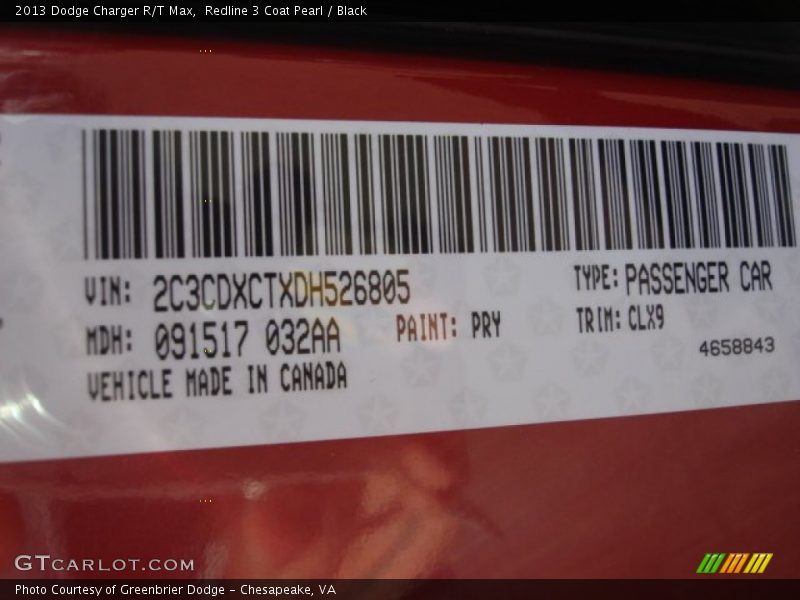 2013 Dodge Charger R/T Max,  Redline 3 Coat Pearl / Black
VIN: 2C3CDXCTXDH526805
TYPE: PASSENGER CAR
MDH: 091517 032AA
PAINT: PRY
TRIM: CLX9
VEHICLE MADE IN CANADA
4658843
GTCARLOT.COM
Photo Courtesy of Greenbrier Dodge - Chesapeake, VA